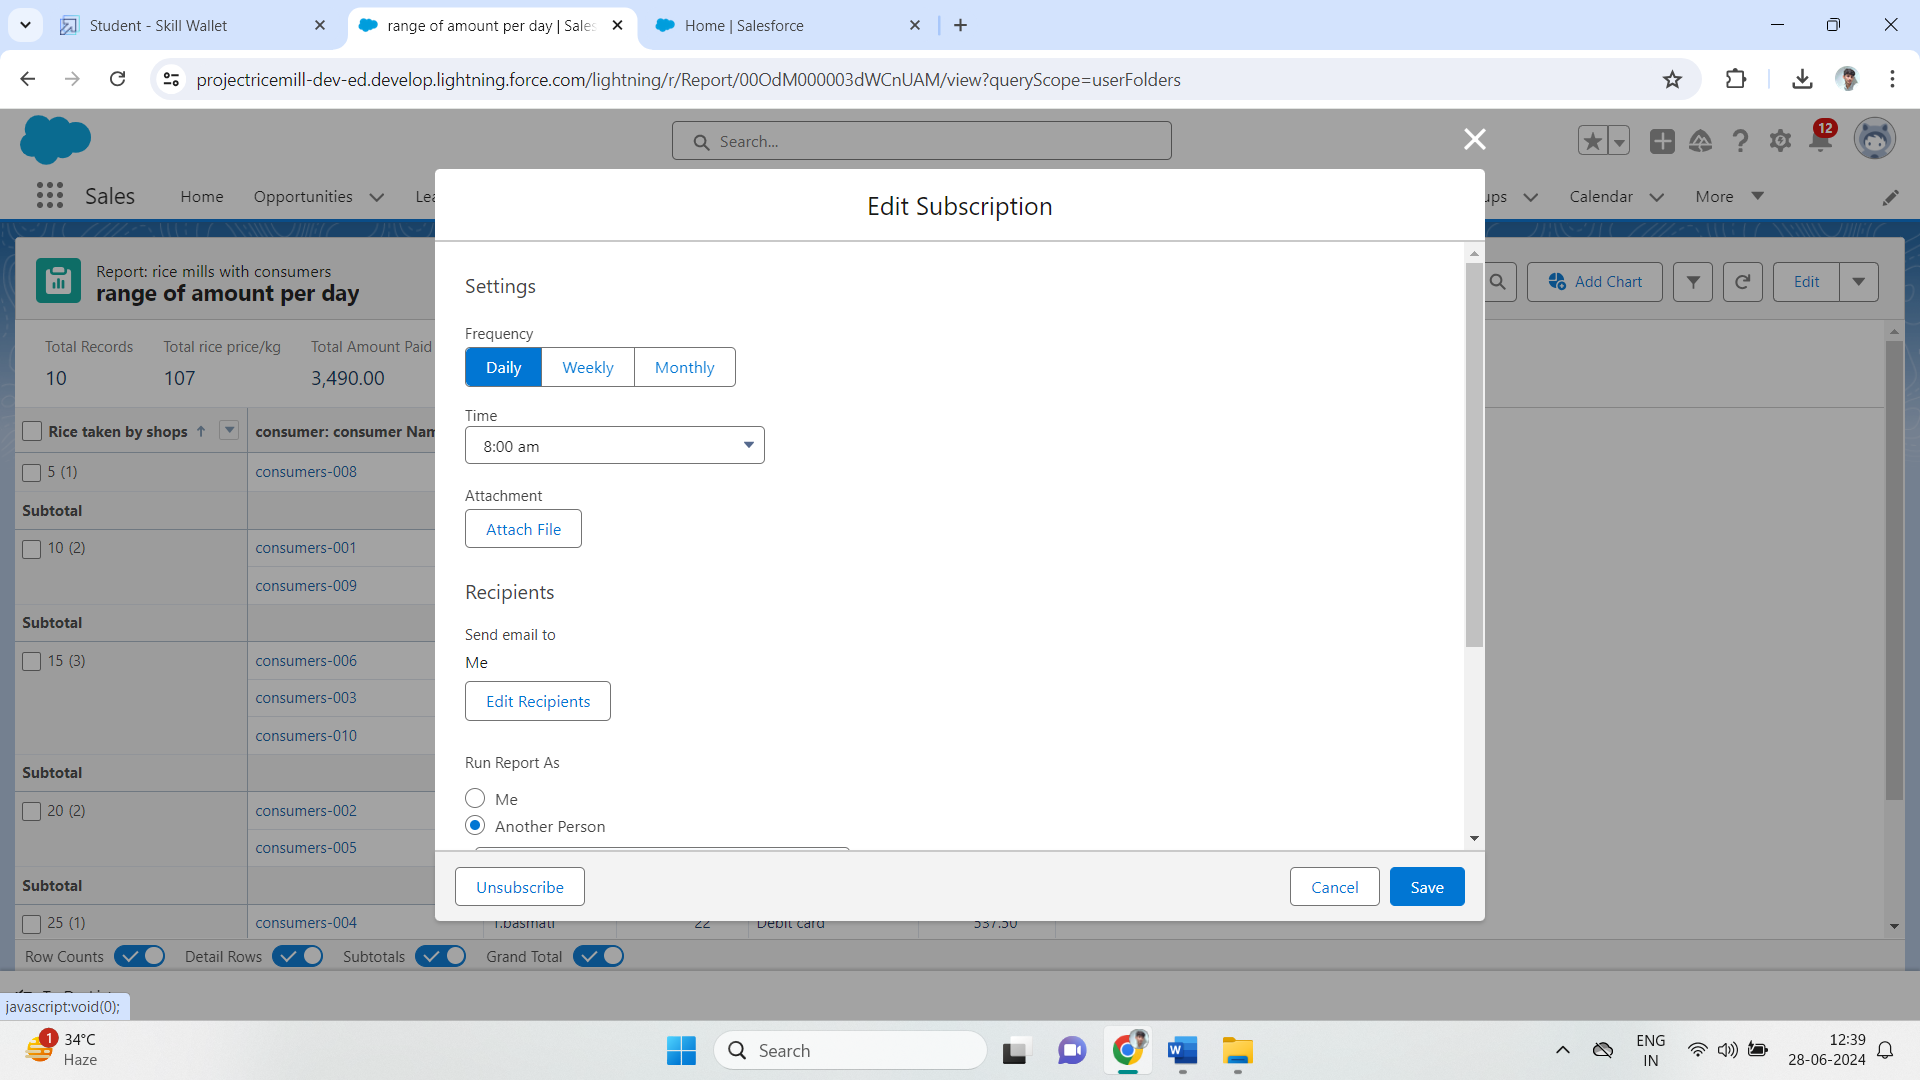 Student - Skill Wallet
range of amount per day | Sales
Home | Salesforce
projectricemill-dev-ed.develop.lightning.force.com/lightning/r/Report/00OdM000003dWCnUAM/view?queryScope=userFolders
Search...
12
Sales
Home
Opportunities
Lea
ups
Calendar
More
Edit Subscription
Report: rice mills with consumers
range of amount per day
Add Chart
Edit
Total Records
Total rice price/kg
Total Amount Paid
10
107
3,490.00
Rice taken by shops ↑
consumer: consumer Nam
5 (1)
consumers-008
Subtotal
10 (2)
consumers-001
consumers-009
Subtotal
15 (3)
consumers-006
consumers-003
consumers-010
Subtotal
20 (2)
consumers-002
consumers-005
Subtotal
25 (1)
consumers-004
r.basmati
22
Debit card
537.50
Settings
Frequency
Daily
Weekly
Monthly
Time
8:00 am
Attachment
Attach File
Recipients
Send email to
Me
Edit Recipients
Run Report As
Me
Another Person
Unsubscribe
Cancel
Save
Row Counts
Detail Rows
Subtotals
Grand Total
javascript:void(0);
1
34°C
Haze
Search
ENG
IN
12:39
28-06-2024